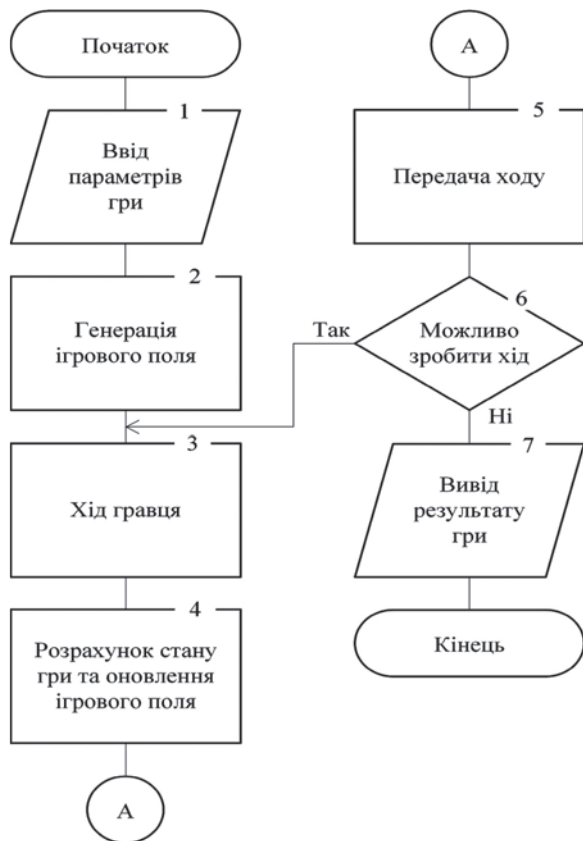 Початок
1
Ввід
параметрів
гри
2
Генерація
ігрового поля
3
Хід гравця
4
Розрахунок стану
гри та оновлення
ігрового поля
А
А
5
Передача ходу
6
Можливо
зробити хід
Так
Ні
7
Вивід
результату
гри
Кінець